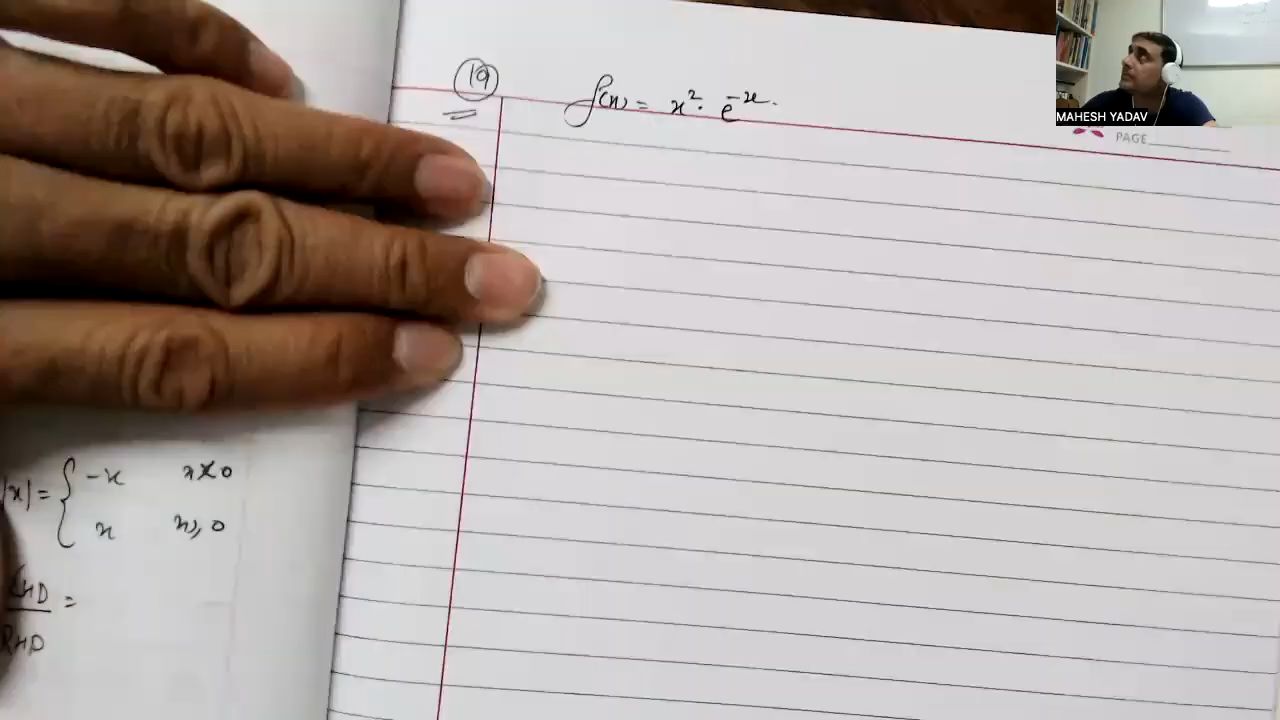 19 f(x) = x². e⁻ˣ.
MAHESH YADAV
PAGE
|x| = { -x x<0
x x≥0
LHD =
RHD